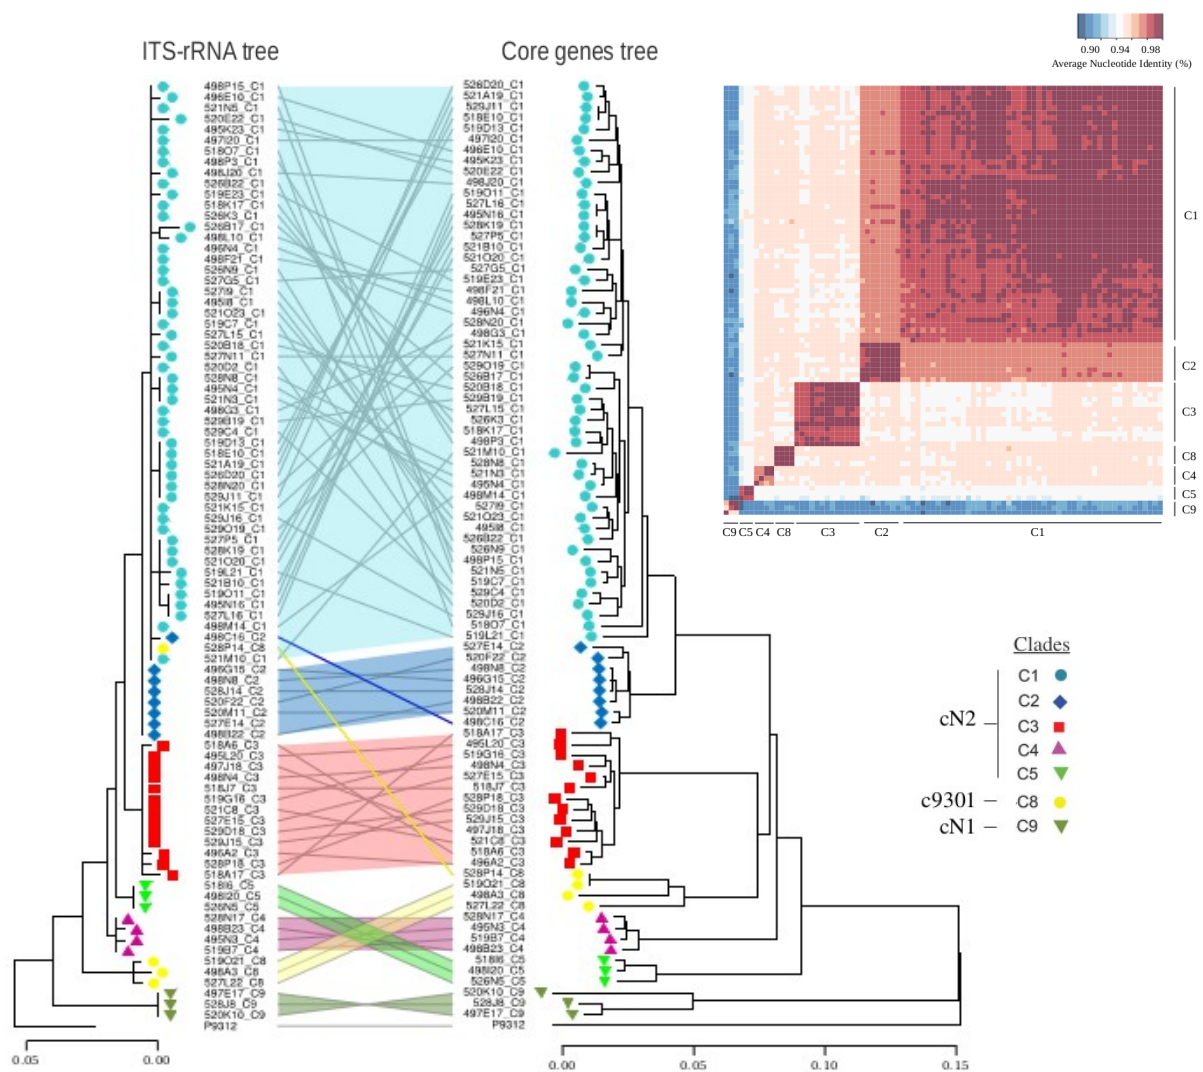 ITS-rRNA tree
498P15_C1
496E10_C1
521N5_C1
520E22_C1
495K23_C1
497I20_C1
518O7_C1
498P3_C1
498J20_C1
526B22_C1
519E23_C1
518K17_C1
526K3_C1
526B17_C1
498L10_C1
496N4_C1
498F21_C1
526N9_C1
527G5_C1
527I9_C1
495I8_C1
521O23_C1
519C7_C1
527L15_C1
520B18_C1
527N11_C1
520D2_C1
528N8_C1
495N4_C1
521N3_C1
498G3_C1
529B19_C1
529C4_C1
519D13_C1
518E10_C1
521A19_C1
526D20_C1
528N20_C1
529J11_C1
521K15_C1
529J16_C1
529O19_C1
527P5_C1
528K19_C1
521O20_C1
519L21_C1
521B10_C1
519O11_C1
495N16_C1
527L16_C1
498M14_C1
498C16_C2
528P14_C8
521M10_C1
496G15_C2
498N8_C2
528J14_C2
520F22_C2
520M11_C2
527E14_C2
498B22_C2
518A6_C3
495L20_C3
497J18_C3
498N4_C3
518J7_C3
519G16_C3
521C8_C3
527E15_C3
529D18_C3
529J15_C3
496A2_C3
528P18_C3
518A17_C3
518I6_C5
498I20_C5
526N5_C5
528N17_C4
498B23_C4
495N3_C4
519B7_C4
519O21_C8
498A3_C8
527L22_C8
497E17_C9
528J8_C9
520K10_C9
P9312
0.05
0.00
Core genes tree
526D20_C1
521A19_C1
529J11_C1
518E10_C1
519D13_C1
497I20_C1
496E10_C1
495K23_C1
520E22_C1
498J20_C1
519O11_C1
527L16_C1
495N16_C1
528K19_C1
527P5_C1
521B10_C1
521O20_C1
527G5_C1
519E23_C1
498F21_C1
498L10_C1
496N4_C1
528N20_C1
498G3_C1
521K15_C1
527N11_C1
529O19_C1
526B17_C1
520B18_C1
529B19_C1
527L15_C1
526K3_C1
518K17_C1
498P3_C1
521M10_C1
528N8_C1
521N3_C1
495N4_C1
498M14_C1
527I9_C1
521O23_C1
495I8_C1
526B22_C1
526N9_C1
498P15_C1
521N5_C1
519C7_C1
529C4_C1
520D2_C1
529J16_C1
518O7_C1
519L21_C1
527E14_C2
520F22_C2
498N8_C2
496G15_C2
528J14_C2
498B22_C2
520M11_C2
498C16_C2
518A17_C3
495L20_C3
519G16_C3
498N4_C3
527E15_C3
518J7_C3
528P18_C3
529D18_C3
529J15_C3
497J18_C3
521C8_C3
518A6_C3
496A2_C3
528P14_C8
519O21_C8
498A3_C8
527L22_C8
528N17_C4
495N3_C4
519B7_C4
498B23_C4
518I6_C5
498I20_C5
526N5_C5
520K10_C9
528J8_C9
497E17_C9
P9312
0.00
0.05
0.10
0.15
0.90 0.94 0.98
Average Nucleotide Identity (%)
C1
C2
C3
C8
C4
C5
C9
C9 C5 C4 C8 C3 C2 C1
Clades
C1
C2
cN2
C3
C4
C5
c9301 – C8
cN1 – C9